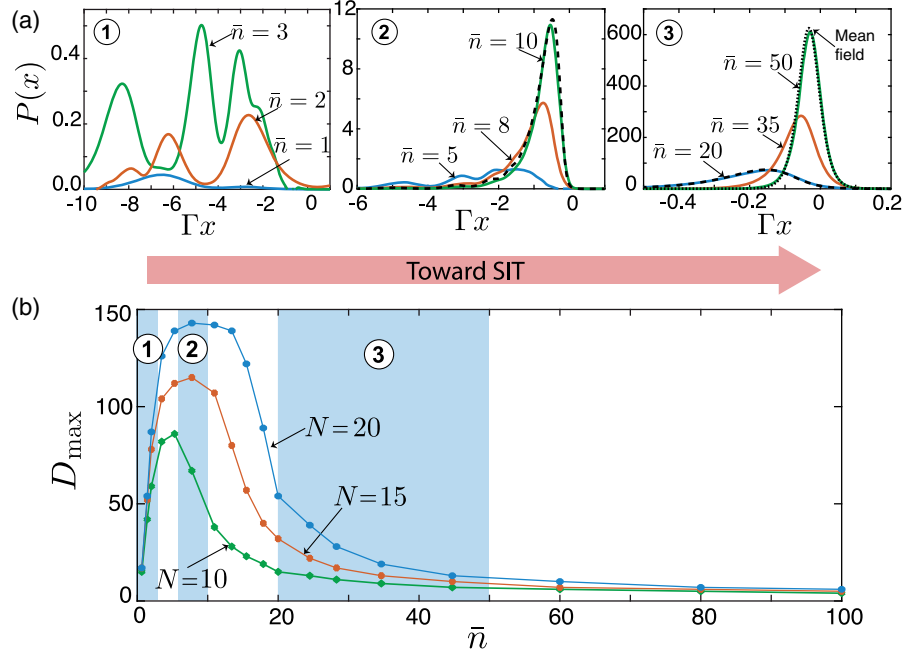 (a)
P(x)
0.4
0.2
0.0
-10 -8 -6 -4 -2
Γx
1
n̄ = 3
n̄ = 2
n̄ = 1
12
8
4
0
-6 -4 -2 0
Γx
2
n̄ = 10
n̄ = 8
n̄ = 5
600
400
200
0
-0.4 -0.2 0 0.2
Γx
3
Mean
field
n̄ = 50
n̄ = 35
n̄ = 20
Toward SIT
(b)
D_max
150
100
50
0
0 20 40 60 80 100
n̄
1
2
3
N=20
N=15
N=10